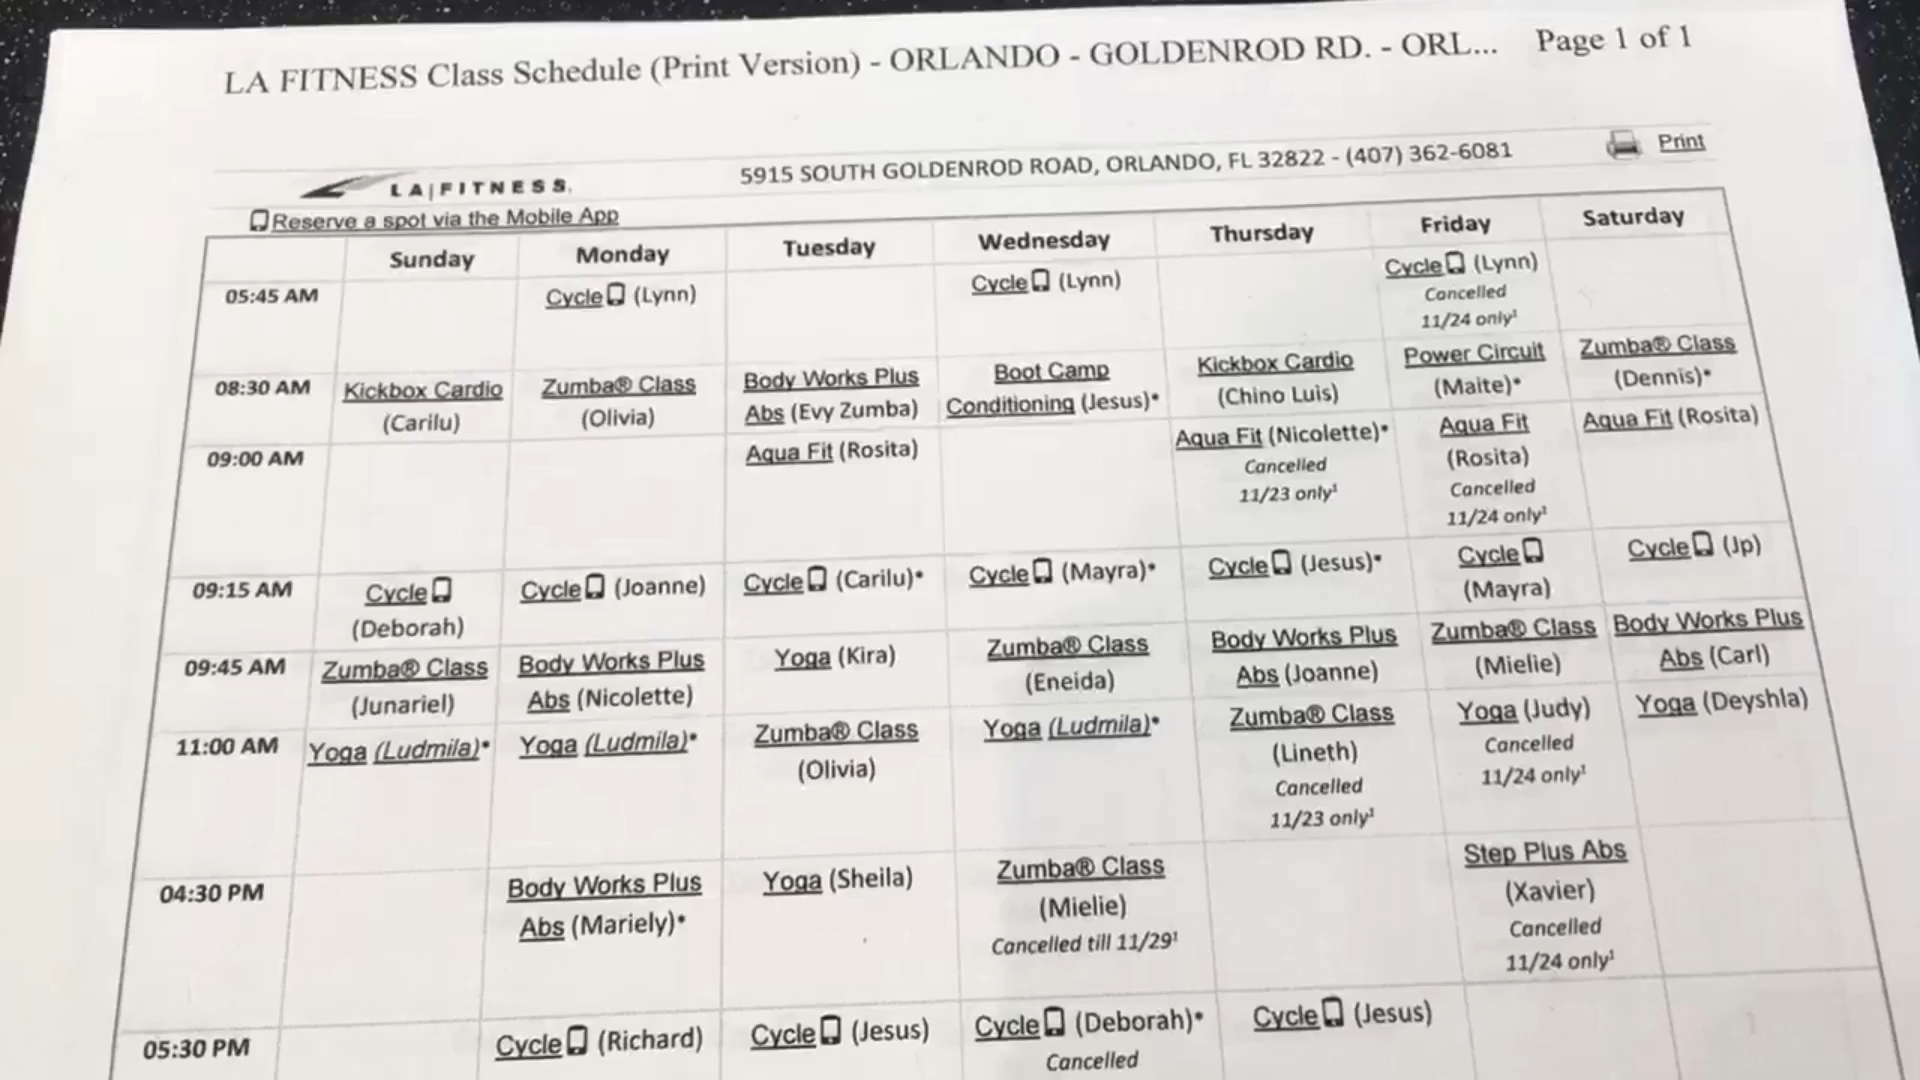 LA FITNESS Class Schedule (Print Version) - ORLANDO - GOLDENROD RD. - ORL... Page 1 of 1
LA|FITNESS. 5915 SOUTH GOLDENROD ROAD, ORLANDO, FL 32822 - (407) 362-6081 Print
Reserve a spot via the Mobile App
Sunday Monday Tuesday Wednesday Thursday Friday Saturday
05:45 AM Cycle (Lynn) Cycle (Lynn) Cycle (Lynn)
Cancelled
11/24 only¹
08:30 AM Kickbox Cardio Zumba® Class Body Works Plus Boot Camp Kickbox Cardio Power Circuit Zumba® Class
(Carilu) (Olivia) Abs (Evy Zumba) Conditioning (Jesus)* (Chino Luis) (Maite)* (Dennis)*
09:00 AM Aqua Fit (Rosita) Aqua Fit (Nicolette)* Aqua Fit Aqua Fit (Rosita)
Cancelled (Rosita)
11/23 only¹ Cancelled
11/24 only¹
09:15 AM Cycle Cycle (Joanne) Cycle (Carilu)* Cycle (Mayra)* Cycle (Jesus)* Cycle Cycle (Jp)
(Deborah) (Mayra)
09:45 AM Zumba® Class Body Works Plus Yoga (Kira) Zumba® Class Body Works Plus Zumba® Class Body Works Plus
(Junariel) Abs (Nicolette) (Eneida) Abs (Joanne) (Mielie) Abs (Carl)
11:00 AM Yoga (Ludmila)* Yoga (Ludmila)* Zumba® Class Yoga (Ludmila)* Zumba® Class Yoga (Judy) Yoga (Deyshla)
(Olivia) (Lineth) Cancelled
Cancelled 11/24 only¹
11/23 only¹
04:30 PM Body Works Plus Yoga (Sheila) Zumba® Class Step Plus Abs
Abs (Mariely)* (Mielie) (Xavier)
Cancelled till 11/29¹ Cancelled
11/24 only¹
05:30 PM Cycle (Richard) Cycle (Jesus) Cycle (Deborah)* Cycle (Jesus)
Cancelled